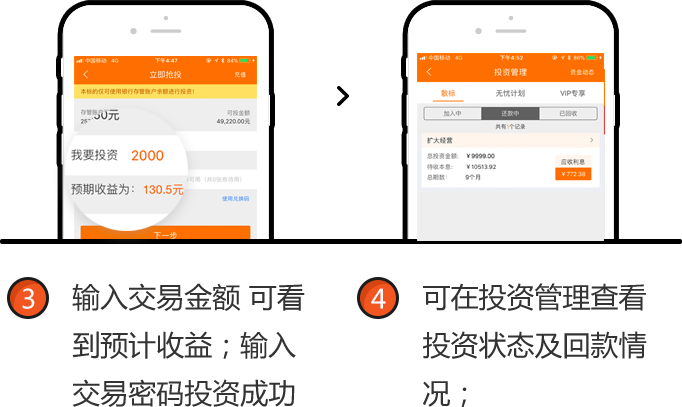 中国移动 4G 下午4:47 84%
立即抢投 充值
本标的仅可使用银行存管账户余额进行投资!
可投金额
49,220.00元
我要投资 2000
预期收益为: 130.5元
使用兑换码
下一步
中国移动 4G 下午4:52 86%
投资管理 资金动态
散标 无忧计划 VIP专享
加入中 还款中 已回收
共有1个记录
扩大经营
总投资金额: ￥9999.00
待收本息: ￥10513.92
总期数: 9个月
应收利息
￥772.38
3 输入交易金额 可看
到预计收益；输入
交易密码投资成功
4 可在投资管理查看
投资状态及回款情
况；